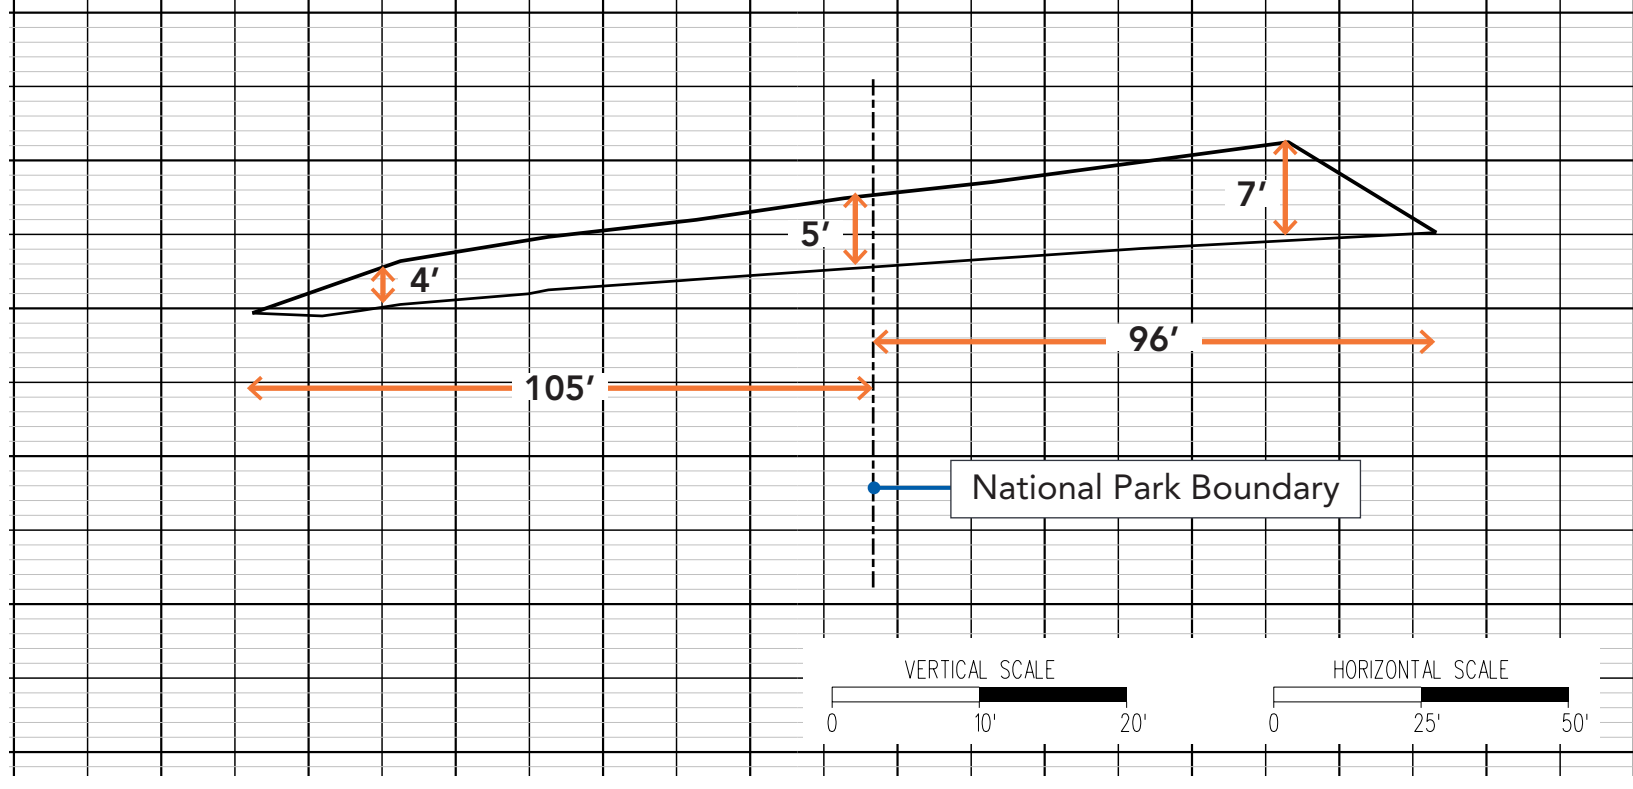 7′
5′
4′
96′
105′
National Park Boundary
VERTICAL SCALE
0 10' 20'
HORIZONTAL SCALE
0 25' 50'